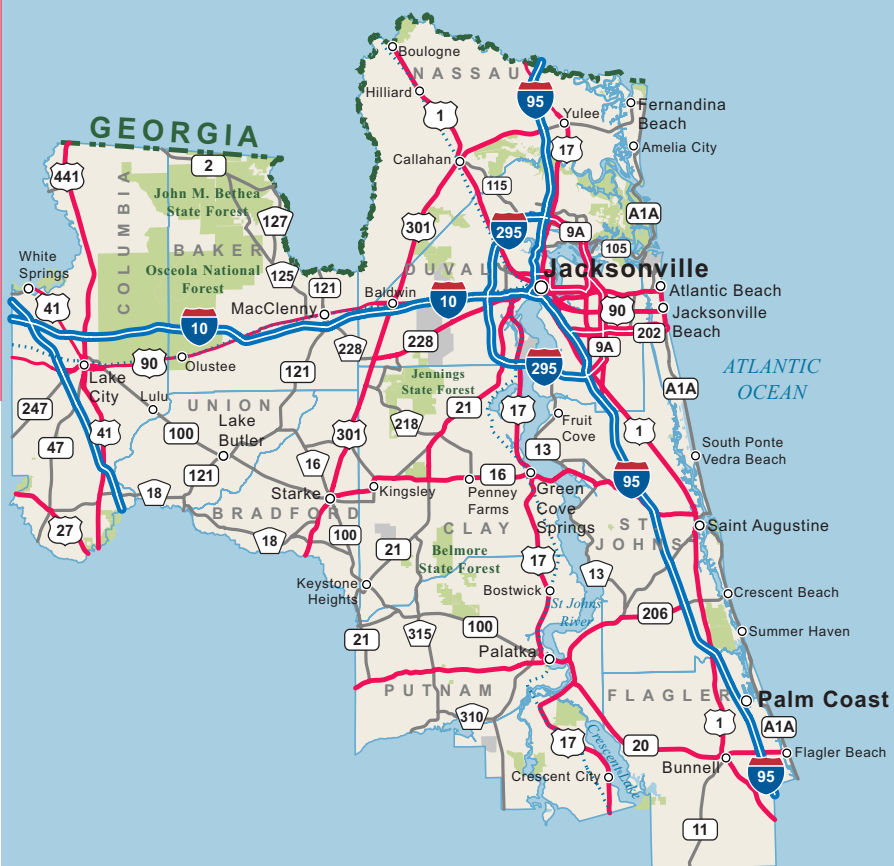 Boulogne
NASSAU
Hilliard
95
1
Fernandina
Beach
Yulee
GEORGIA
17
Amelia City
2
Callahan
441
115
John M. Bethea
State Forest
COLUMBIA
127
301
A1A
295
9A
BAKER
105
White
Springs
Osceola National
Forest
125
DUVAL
Jacksonville
121
Baldwin
Atlantic Beach
41
MacClenny
10
90
Jacksonville
Beach
10
202
228
228
9A
90
Olustee
295
Lake
City
121
Jennings
State Forest
ATLANTIC
OCEAN
A1A
Lulu
UNION
247
21
17
218
Fruit
Cove
Lake
Butler
41
100
301
1
47
13
South Ponte
Vedra Beach
16
121
16
95
18
Starke
Kingsley
Penney
Farms
Green
Cove
Springs
BRADFORD
27
CLAY
ST
JOHNS
Saint Augustine
18
100
21
Belmore
State Forest
17
13
Keystone
Heights
Bostwick
Crescent Beach
St Johns
River
206
21
315
100
Summer Haven
Palatka
PUTNAM
FLAGLER
Palm Coast
310
1
A1A
17
20
Crescent Lake
Flagler Beach
Bunnell
Crescent City
95
11